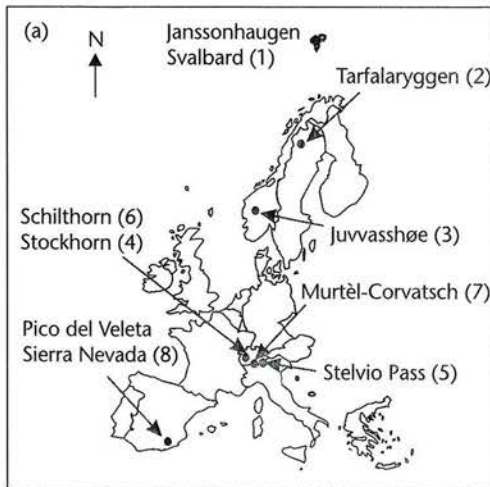 (a)
N
Janssonhaugen
Svalbard (1)
Tarfalaryggen (2)
Schilthorn (6)
Stockhorn (4)
Juvvasshøe (3)
Murtèl-Corvatsch (7)
Pico del Veleta
Sierra Nevada (8)
Stelvio Pass (5)